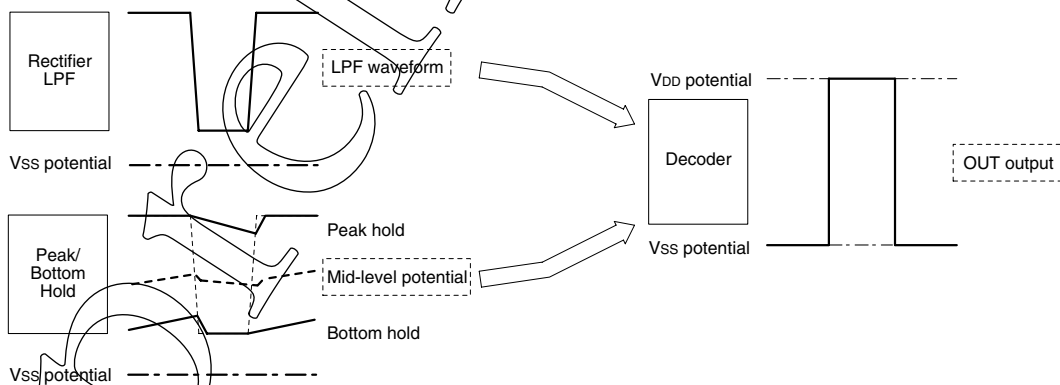 Rectifier
LPF
LPF waveform
Vss potential
Peak/
Bottom
Hold
Peak hold
Mid-level potential
Bottom hold
Vss potential
VDD potential
Decoder
Vss potential
OUT output